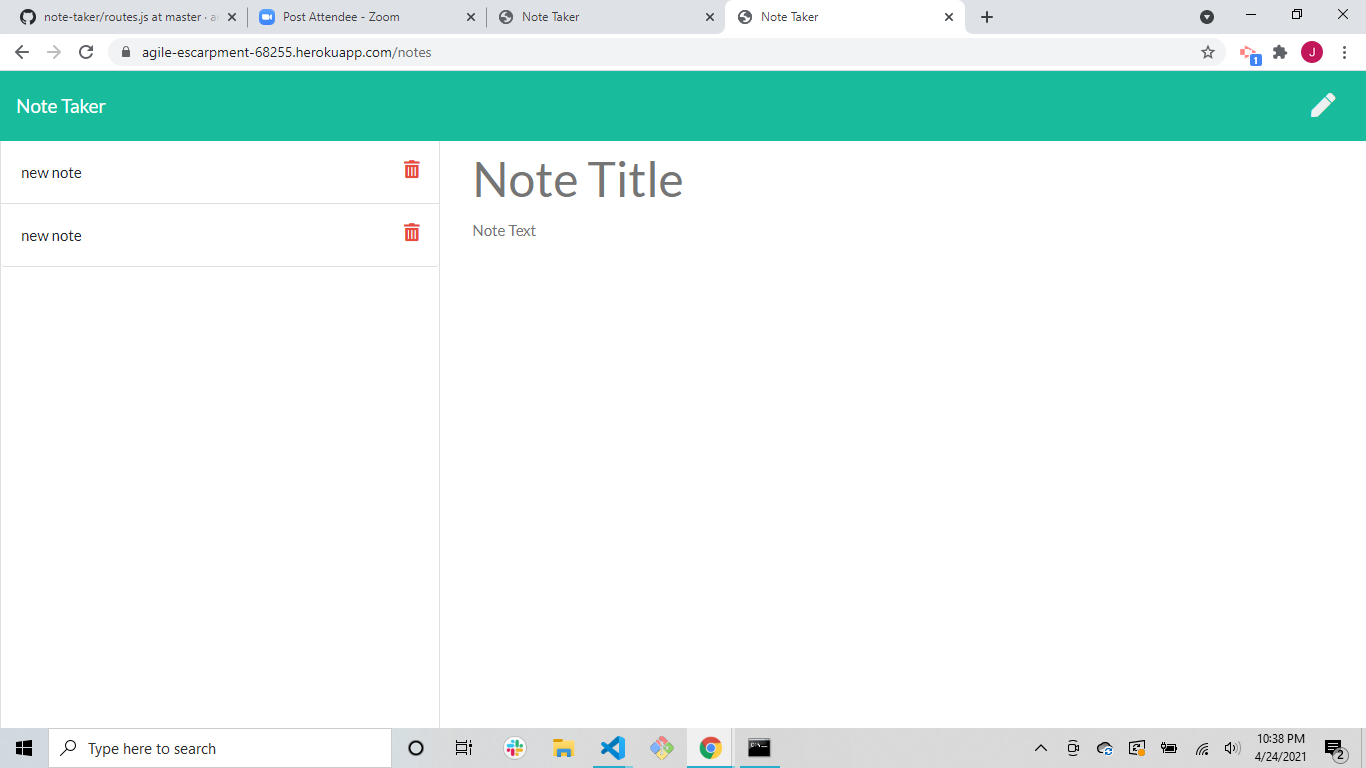 note-taker/routes.js at master ·
Post Attendee - Zoom
Note Taker
Note Taker
agile-escarpment-68255.herokuapp.com/notes
1
J
Note Taker
new note
new note
Note Title
Note Text
Type here to search
10:38 PM
4/24/2021
2